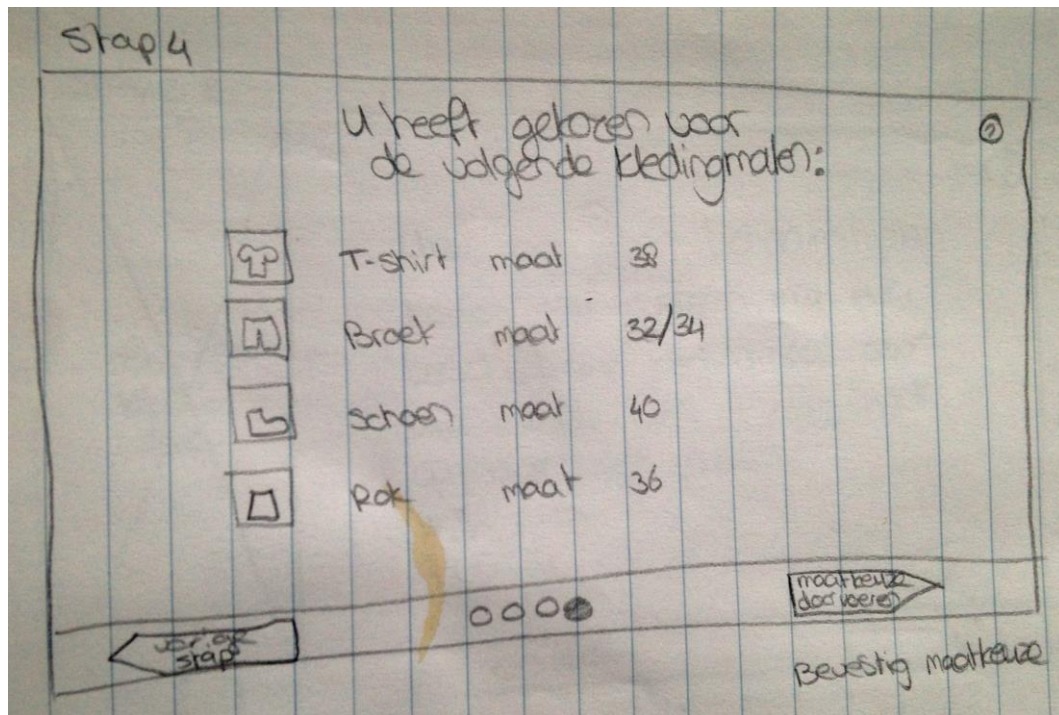 Stap 4
U heeft gekozen voor
de volgende kledingmaten:
?
T-shirt maat 38
Broek maat 32/34
Schoen maat 40
Rok maat 36
maatkeuze
doorvoeren
vorige
stap
Bevestig maatkeuze